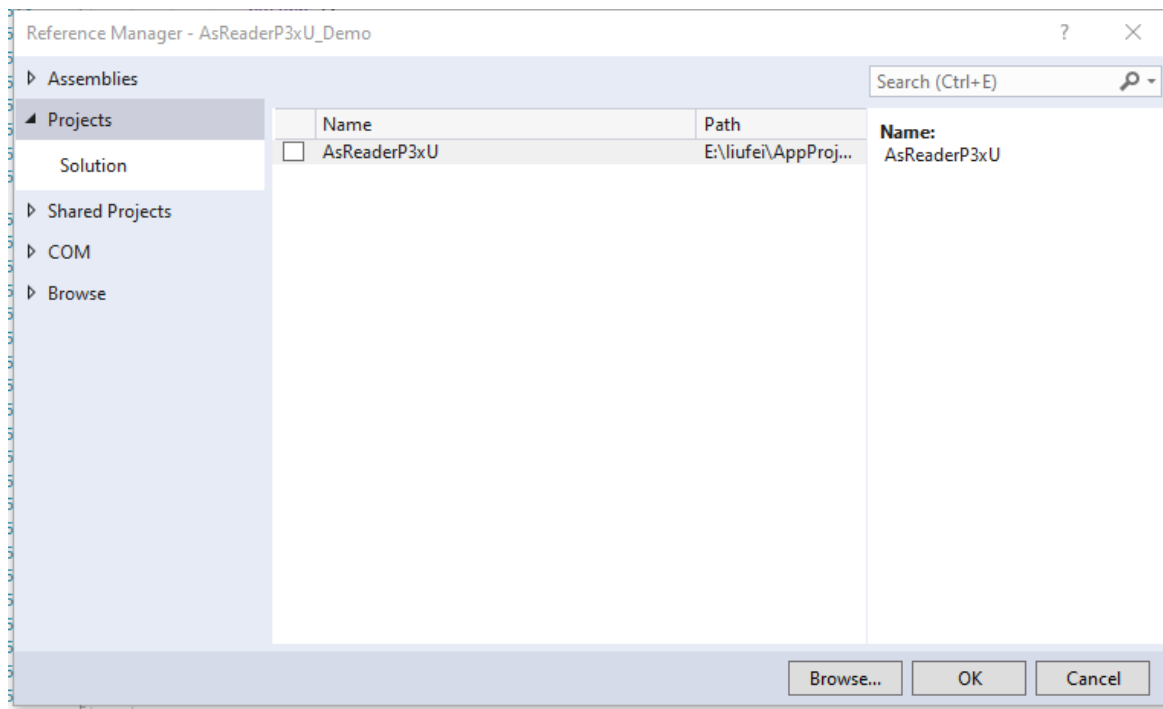 Reference Manager - AsReaderP3xU_Demo ? ×
Assemblies
Search (Ctrl+E)
Projects
Solution
Shared Projects
COM
Browse
Name Path
AsReaderP3xU E:\liufei\AppProj...
Name:
AsReaderP3xU
Browse... OK Cancel